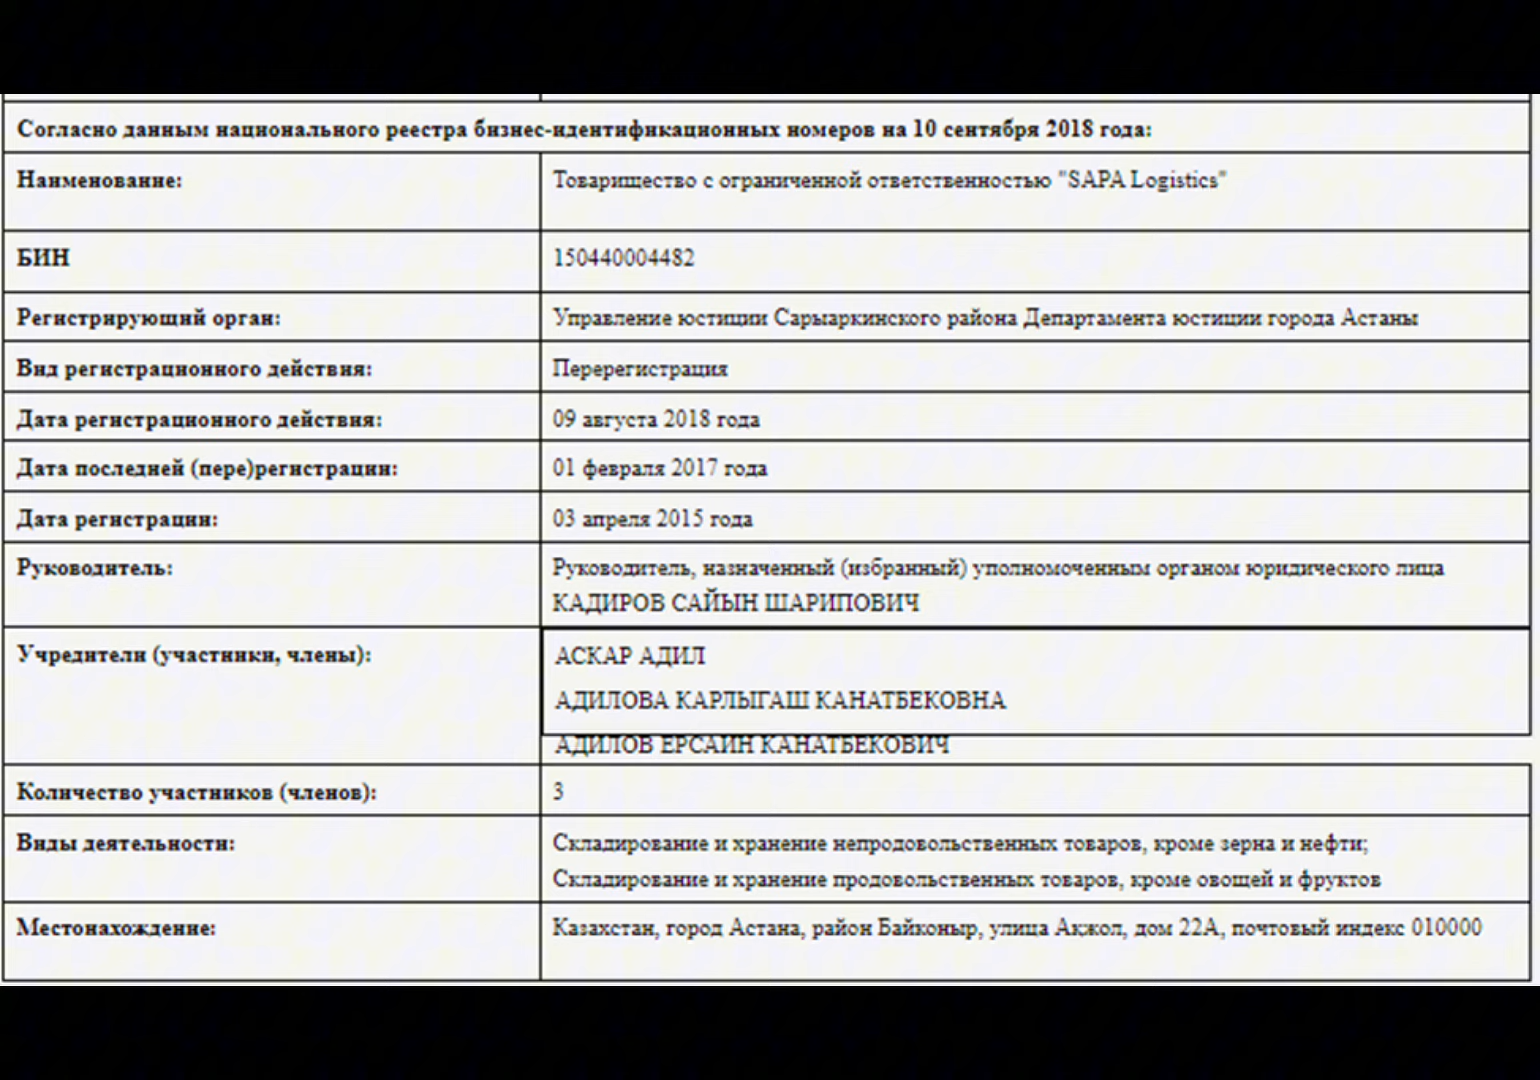 Согласно данным национального реестра бизнес-идентификационных номеров на 10 сентября 2018 года:
Наименование:
Товарищество с ограниченной ответственностью "SAPA Logistics"
БИН
150440004482
Регистрирующий орган:
Управление юстиции Сарыаркинского района Департамента юстиции города Астаны
Вид регистрационного действия:
Перерегистрация
Дата регистрационного действия:
09 августа 2018 года
Дата последней (пере)регистрации:
01 февраля 2017 года
Дата регистрации:
03 апреля 2015 года
Руководитель:
Руководитель, назначенный (избранный) уполномоченным органом юридического лица
КАДИРОВ САЙЫН ШАРИПОВИЧ
Учредители (участники, члены):
АСКАР АДИЛ
АДИЛОВА КАРЛЫГАШ КАНАТБЕКОВНА
АДИЛОВ ЕРСАИН КАНАТБЕКОВИЧ
Количество участников (членов):
3
Виды деятельности:
Складирование и хранение непродовольственных товаров, кроме зерна и нефти;
Складирование и хранение продовольственных товаров, кроме овощей и фруктов
Местонахождение:
Казахстан, город Астана, район Байконыр, улица Ақжол, дом 22А, почтовый индекс 010000